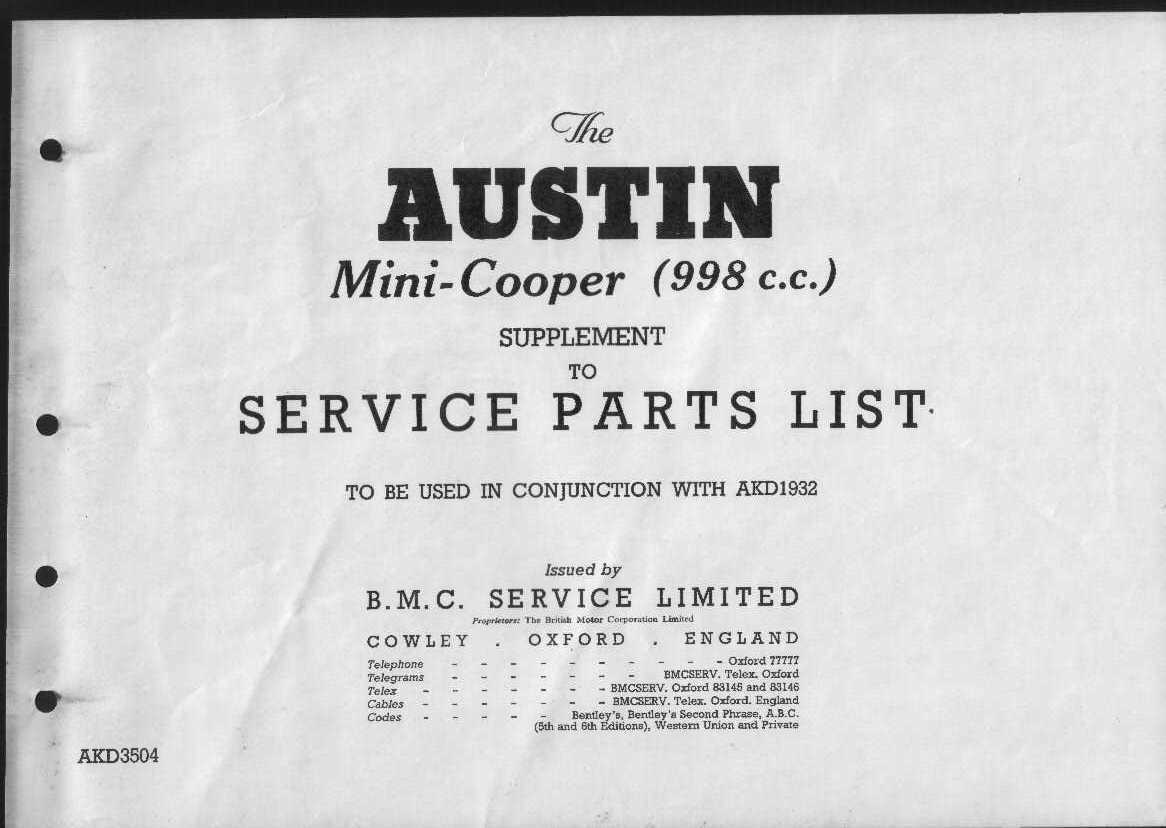 The
AUSTIN
Mini-Cooper (998 c.c.)
SUPPLEMENT
TO
SERVICE PARTS LIST
TO BE USED IN CONJUNCTION WITH AKD1932
Issued by
B.M.C. SERVICE LIMITED
Proprietors: The British Motor Corporation Limited
COWLEY . OXFORD . ENGLAND
Telephone - - - - - - - - - - Oxford 77777
Telegrams - - - - - - - BMCSERV. Telex. Oxford
Telex - - - - - - - BMCSERV. Oxford 83145 and 83146
Cables - - - - - - - BMCSERV. Telex. Oxford. England
Codes - - - - - Bentley's, Bentley's Second Phrase, A.B.C.
(5th and 6th Editions), Western Union and Private
AKD3504